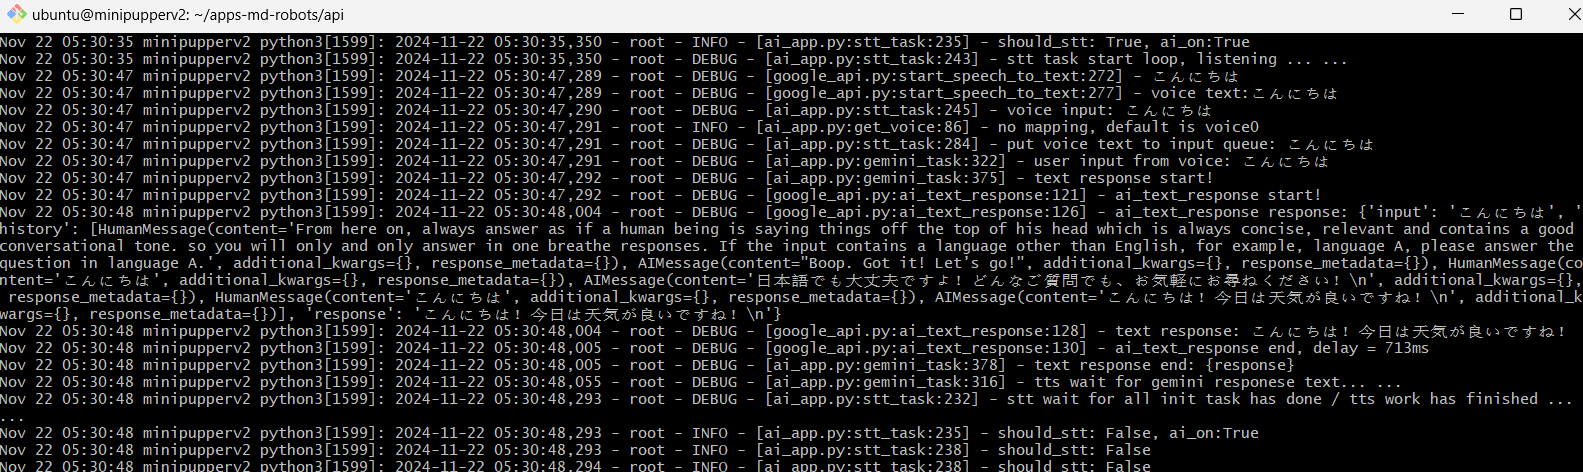 ubuntu@minipupperv2: ~/apps-md-robots/api
Nov 22 05:30:35 minipupperv2 python3[1599]: 2024-11-22 05:30:35,350 - root - INFO - [ai_app.py:stt_task:235] - should_stt: True, ai_on:True
Nov 22 05:30:35 minipupperv2 python3[1599]: 2024-11-22 05:30:35,350 - root - DEBUG - [ai_app.py:stt_task:243] - stt task start loop, listening ... ...
Nov 22 05:30:47 minipupperv2 python3[1599]: 2024-11-22 05:30:47,289 - root - DEBUG - [google_api.py:start_speech_to_text:272] - こんにちは
Nov 22 05:30:47 minipupperv2 python3[1599]: 2024-11-22 05:30:47,289 - root - DEBUG - [google_api.py:start_speech_to_text:277] - voice text:こんにちは
Nov 22 05:30:47 minipupperv2 python3[1599]: 2024-11-22 05:30:47,290 - root - DEBUG - [ai_app.py:stt_task:245] - voice input: こんにちは
Nov 22 05:30:47 minipupperv2 python3[1599]: 2024-11-22 05:30:47,291 - root - INFO - [ai_app.py:get_voice:86] - no mapping, default is voice0
Nov 22 05:30:47 minipupperv2 python3[1599]: 2024-11-22 05:30:47,291 - root - DEBUG - [ai_app.py:stt_task:284] - put voice text to input queue: こんにちは
Nov 22 05:30:47 minipupperv2 python3[1599]: 2024-11-22 05:30:47,291 - root - DEBUG - [ai_app.py:gemini_task:322] - user input from voice: こんにちは
Nov 22 05:30:47 minipupperv2 python3[1599]: 2024-11-22 05:30:47,292 - root - DEBUG - [ai_app.py:gemini_task:375] - text response start!
Nov 22 05:30:47 minipupperv2 python3[1599]: 2024-11-22 05:30:47,292 - root - DEBUG - [google_api.py:ai_text_response:121] - ai_text_response start!
Nov 22 05:30:48 minipupperv2 python3[1599]: 2024-11-22 05:30:48,004 - root - DEBUG - [google_api.py:ai_text_response:126] - ai_text_response response: {'input': 'こんにちは', '
history': [HumanMessage(content='From here on, always answer as if a human being is saying things off the top of his head which is always concise, relevant and contains a good
conversational tone. so you will only and only answer in one breathe responses. If the input contains a language other than English, for example, language A, please answer the
question in language A.', additional_kwargs={}, response_metadata={}), AIMessage(content="Boop. Got it! Let's go!", additional_kwargs={}, response_metadata={}), HumanMessage(co
ntent='こんにちは', additional_kwargs={}, response_metadata={}), AIMessage(content='日本語でも大丈夫ですよ！どんなご質問でも、お気軽にお尋ねください！\n', additional_kwargs={},
response_metadata={}), HumanMessage(content='こんにちは', additional_kwargs={}, response_metadata={}), AIMessage(content='こんにちは！今日は天気が良いですね！\n', additional_k
wargs={}, response_metadata={})], 'response': 'こんにちは！今日は天気が良いですね！\n'}
Nov 22 05:30:48 minipupperv2 python3[1599]: 2024-11-22 05:30:48,004 - root - DEBUG - [google_api.py:ai_text_response:128] - text response: こんにちは！今日は天気が良いですね！
Nov 22 05:30:48 minipupperv2 python3[1599]: 2024-11-22 05:30:48,005 - root - DEBUG - [google_api.py:ai_text_response:130] - ai_text_response end, delay = 713ms
Nov 22 05:30:48 minipupperv2 python3[1599]: 2024-11-22 05:30:48,005 - root - DEBUG - [ai_app.py:gemini_task:378] - text response end: {response}
Nov 22 05:30:48 minipupperv2 python3[1599]: 2024-11-22 05:30:48,055 - root - DEBUG - [ai_app.py:gemini_task:316] - tts wait for gemini responese text... ...
Nov 22 05:30:48 minipupperv2 python3[1599]: 2024-11-22 05:30:48,293 - root - DEBUG - [ai_app.py:stt_task:232] - stt wait for all init task has done / tts work has finished ...
...
Nov 22 05:30:48 minipupperv2 python3[1599]: 2024-11-22 05:30:48,293 - root - INFO - [ai_app.py:stt_task:235] - should_stt: False, ai_on:True
Nov 22 05:30:48 minipupperv2 python3[1599]: 2024-11-22 05:30:48,293 - root - INFO - [ai_app.py:stt_task:238] - should_stt: False
Nov 22 05:30:48 minipupperv2 python3[1599]: 2024-11-22 05:30:48,294 - root - INFO - [ai_app.py:stt_task:238] - should_stt: False